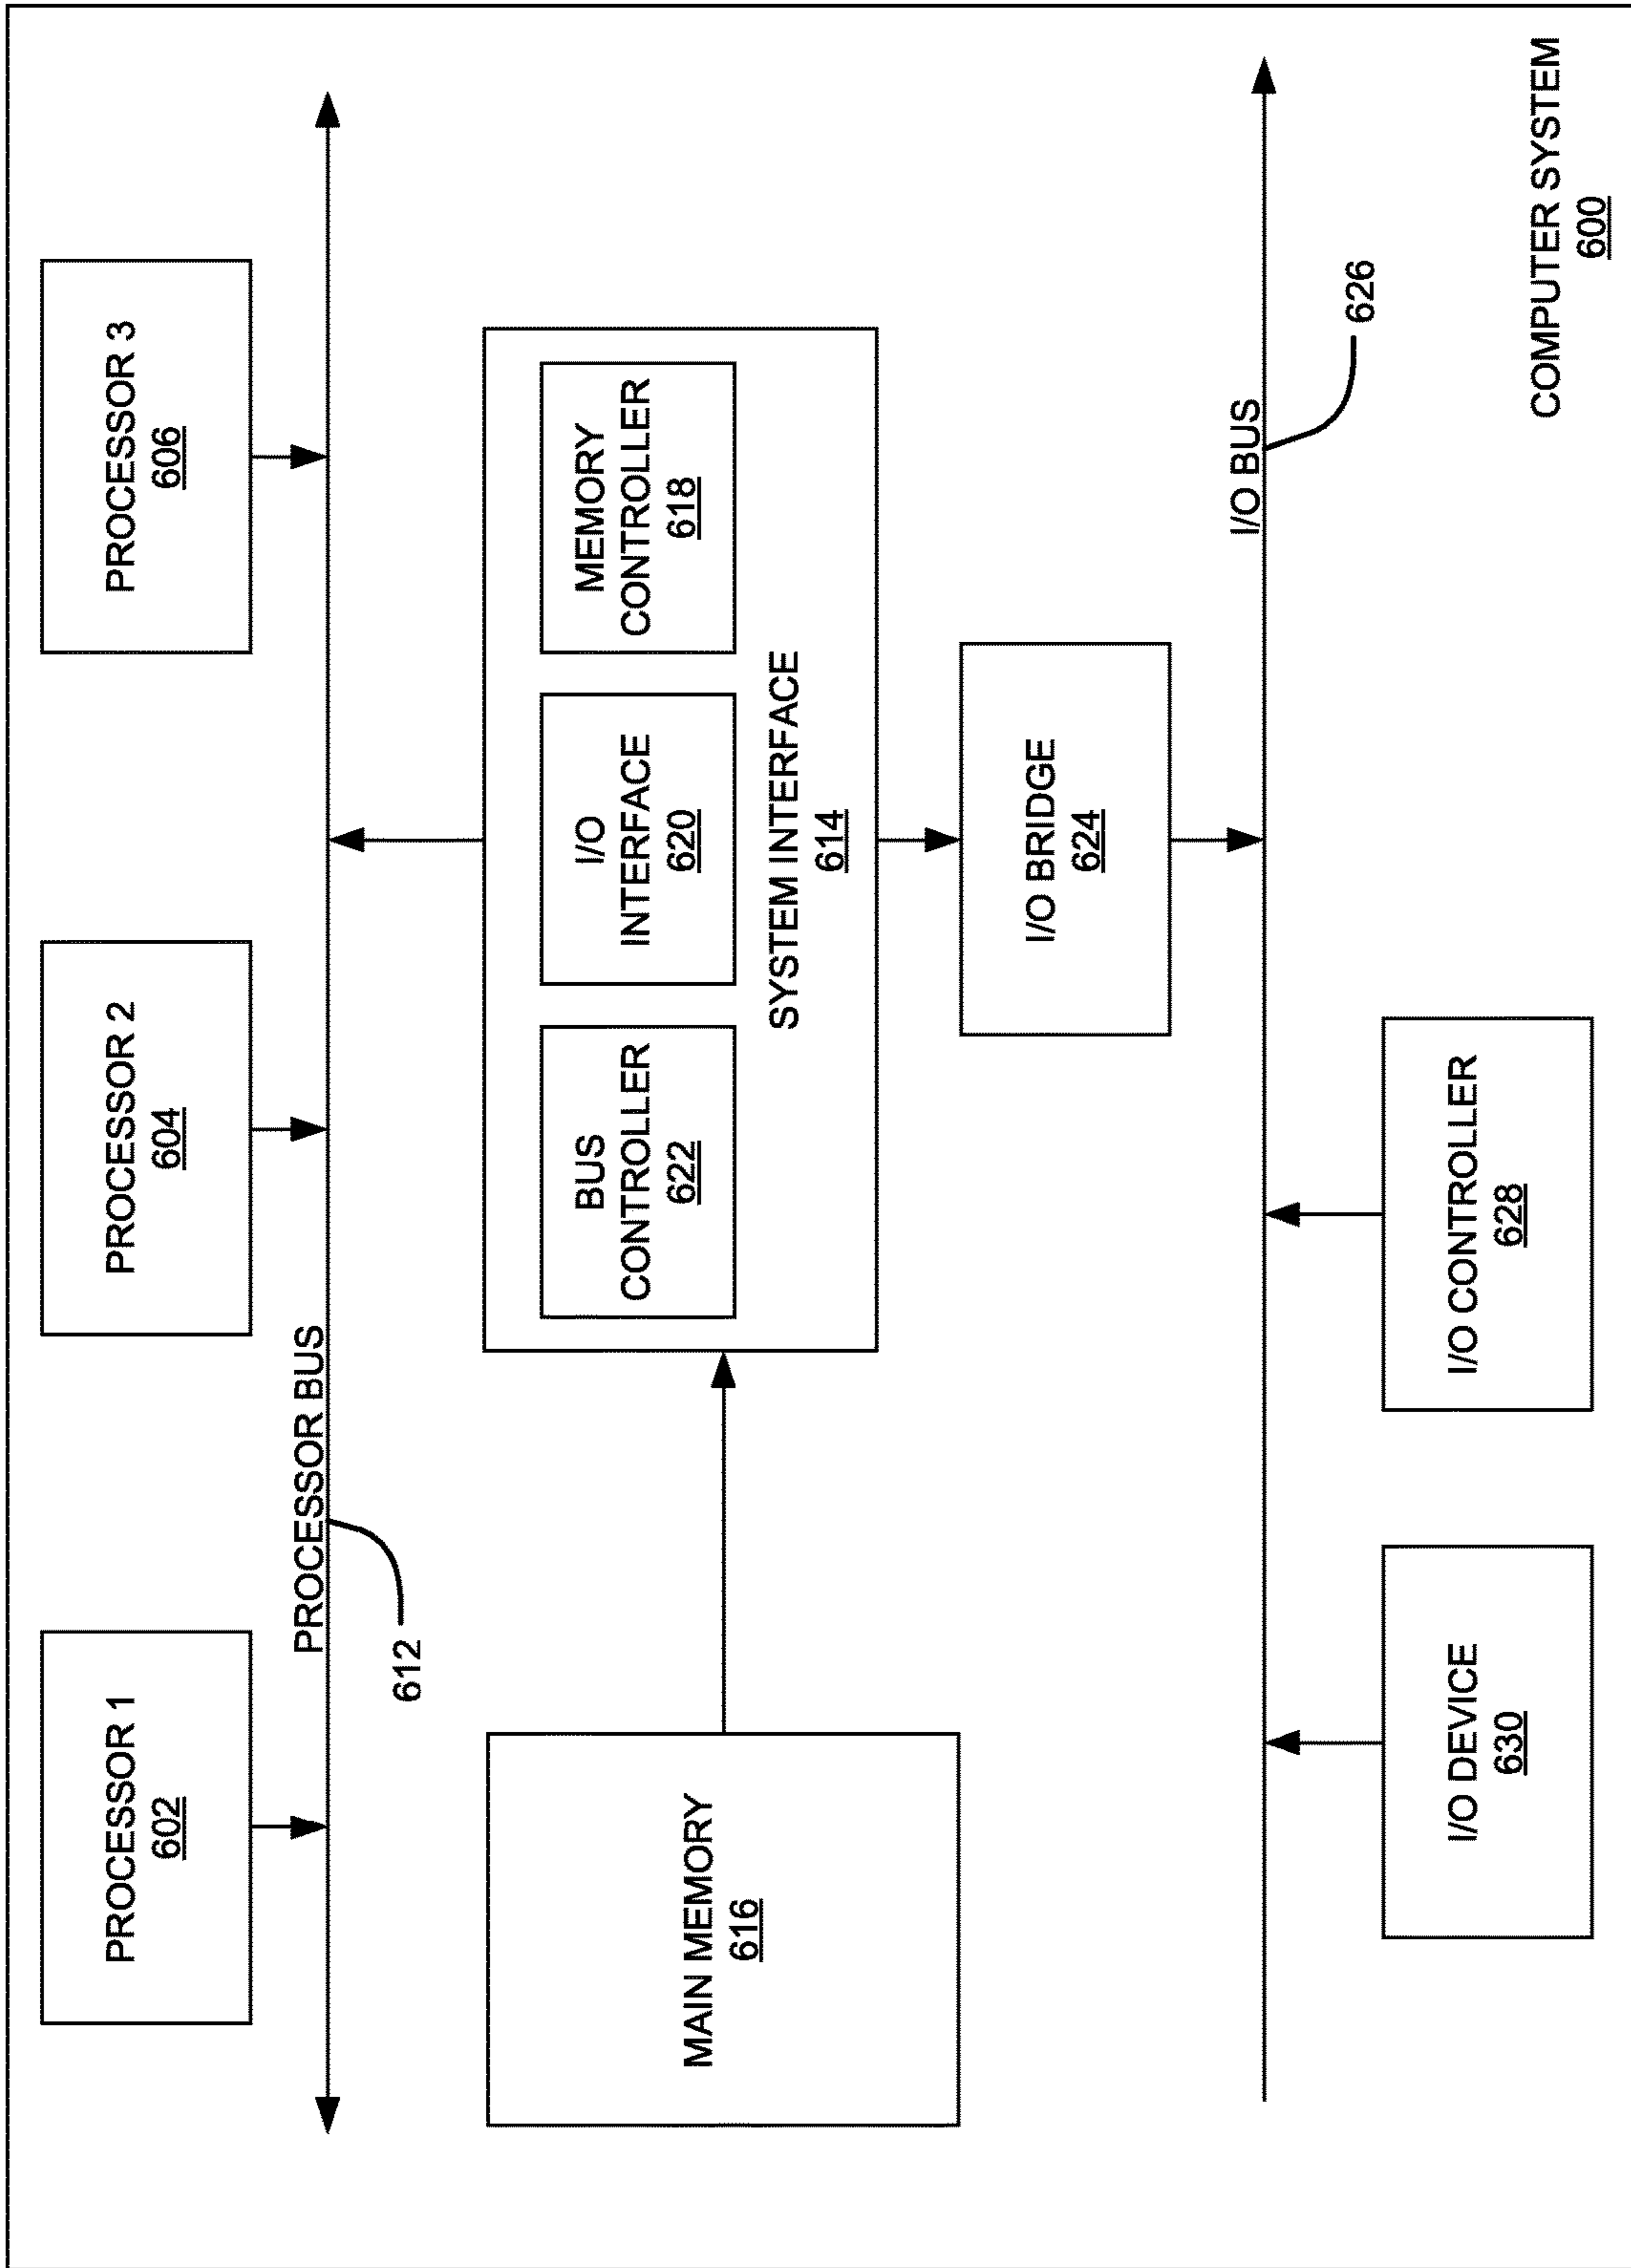 PROCESSOR 1
602
PROCESSOR 2
604
PROCESSOR 3
606
PROCESSOR BUS
612
MAIN MEMORY
616
BUS
CONTROLLER
622
I/O
INTERFACE
620
MEMORY
CONTROLLER
618
SYSTEM INTERFACE
614
I/O BRIDGE
624
I/O BUS
626
I/O DEVICE
630
I/O CONTROLLER
628
COMPUTER SYSTEM
600